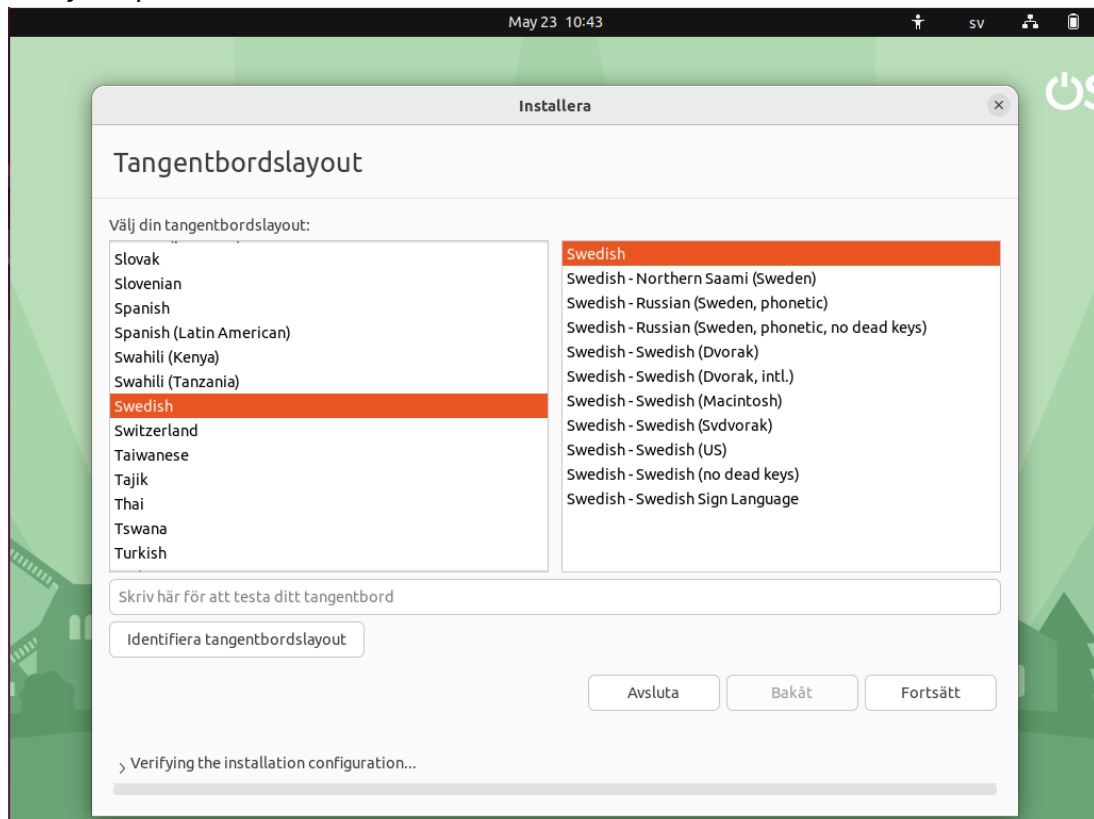 May 23 10:43
sv
Installera
Tangentbordslayout
Välj din tangentbordslayout:
Slovak
Slovenian
Spanish
Spanish (Latin American)
Swahili (Kenya)
Swahili (Tanzania)
Swedish
Switzerland
Taiwanese
Tajik
Thai
Tswana
Turkish
Swedish
Swedish - Northern Saami (Sweden)
Swedish - Russian (Sweden, phonetic)
Swedish - Russian (Sweden, phonetic, no dead keys)
Swedish - Swedish (Dvorak)
Swedish - Swedish (Dvorak, intl.)
Swedish - Swedish (Macintosh)
Swedish - Swedish (Svdvorak)
Swedish - Swedish (US)
Swedish - Swedish (no dead keys)
Swedish - Swedish Sign Language
Skriv här för att testa ditt tangentbord
Identifiera tangentbordslayout
Avsluta
Bakåt
Fortsätt
Verifying the installation configuration...